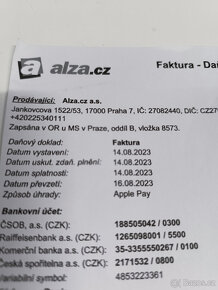 a alza.cz
Faktura - Da
Prodávající: Alza.cz a.s.
Jankovcova 1522/53, 17000 Praha 7, IČ: 27082440, DIČ: CZ27
+420225340111
Zapsána v OR u MS v Praze, oddíl B, vložka 8573.
Daňový doklad: Faktura
Datum vystavení: 14.08.2023
Datum uskut. zdaň. plnění: 14.08.2023
Datum splatnosti: 14.08.2023
Datum převzetí: 16.08.2023
Způsob úhrady: Apple Pay
Bankovní účet:
ČSOB, a.s. (CZK): 188505042 / 0300
Raiffeisenbank a.s. (CZK): 1265098001 / 5500
Komerční banka a.s. (CZK): 35-3355550267 / 0100
Česká spořitelna a.s. (CZK): 2171532 / 0800
Variabilní symbol: 4853223361